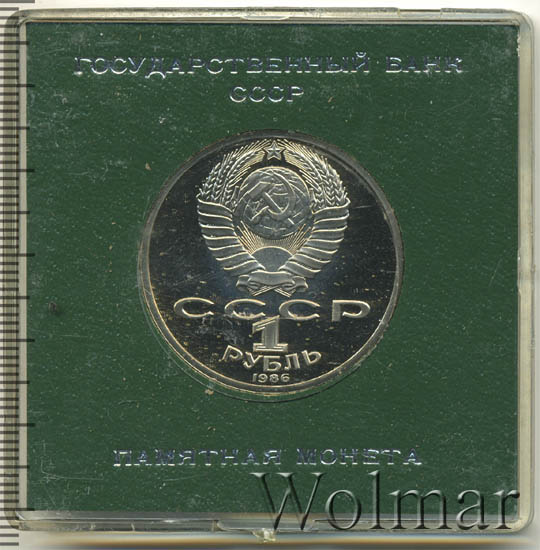 ГОСУДАРСТВЕННЫЙ БАНК
СССР
СССР
1
РУБЛЬ
1986
ПАМЯТНАЯ МОНЕТА
Wolmar